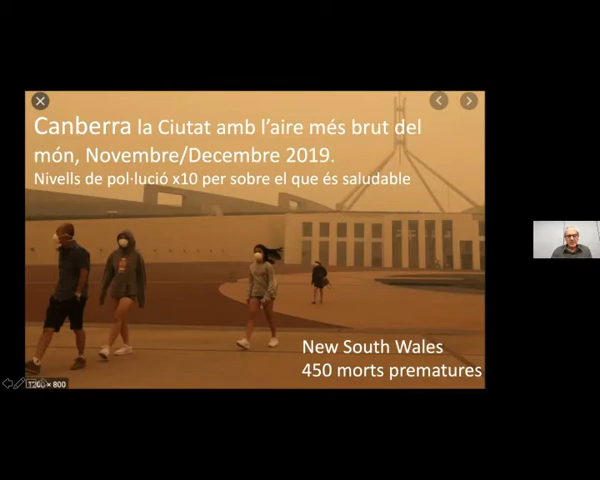 Canberra la Ciutat amb l'aire més brut del
món, Novembre/Decembre 2019.
Nivells de pol·lució x10 per sobre el que és saludable
New South Wales
450 morts prematures
1200 × 800